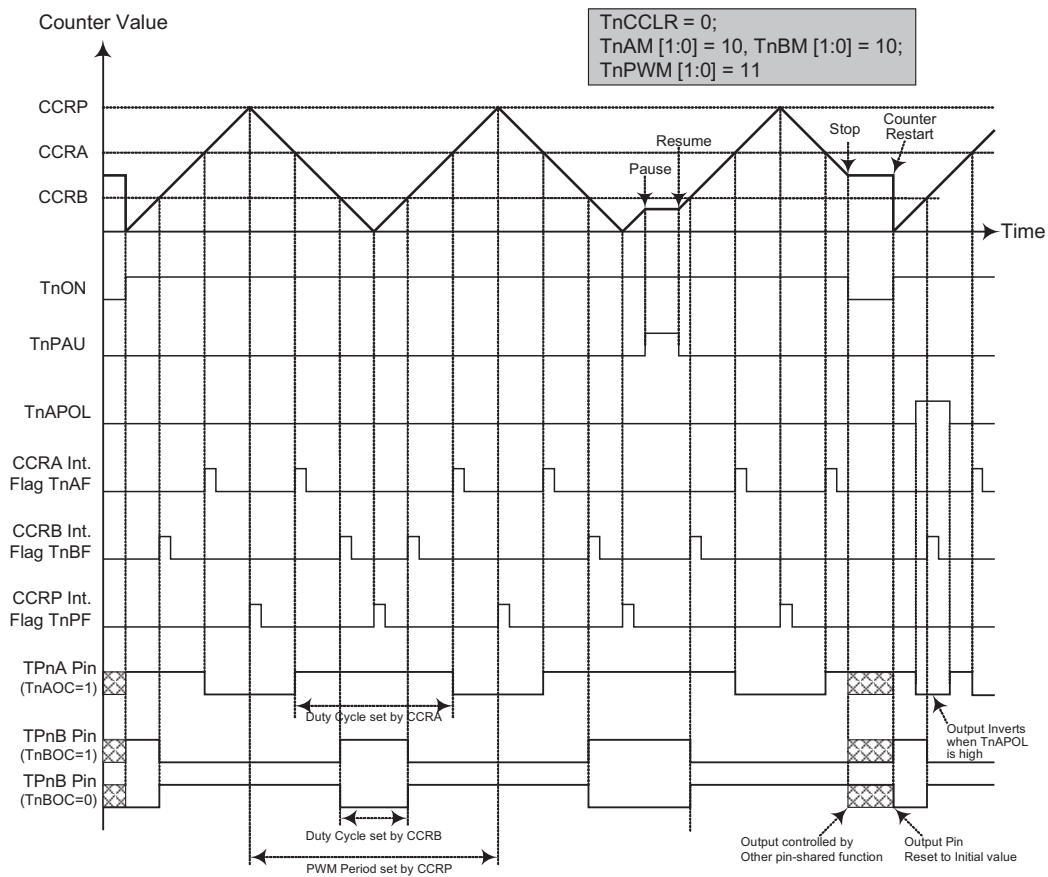 Counter Value
TnCCLR = 0;
TnAM [1:0] = 10, TnBM [1:0] = 10;
TnPWM [1:0] = 11
CCRP
CCRA
CCRB
Pause
Resume
Stop
Counter
Restart
Time
TnON
TnPAU
TnAPOL
CCRA Int.
Flag TnAF
CCRB Int.
Flag TnBF
CCRP Int.
Flag TnPF
TPnA Pin
(TnAOC=1)
Duty Cycle set by CCRA
TPnB Pin
(TnBOC=1)
TPnB Pin
(TnBOC=0)
Duty Cycle set by CCRB
PWM Period set by CCRP
Output Inverts
when TnAPOL
is high
Output controlled by
Other pin-shared function
Output Pin
Reset to Initial value